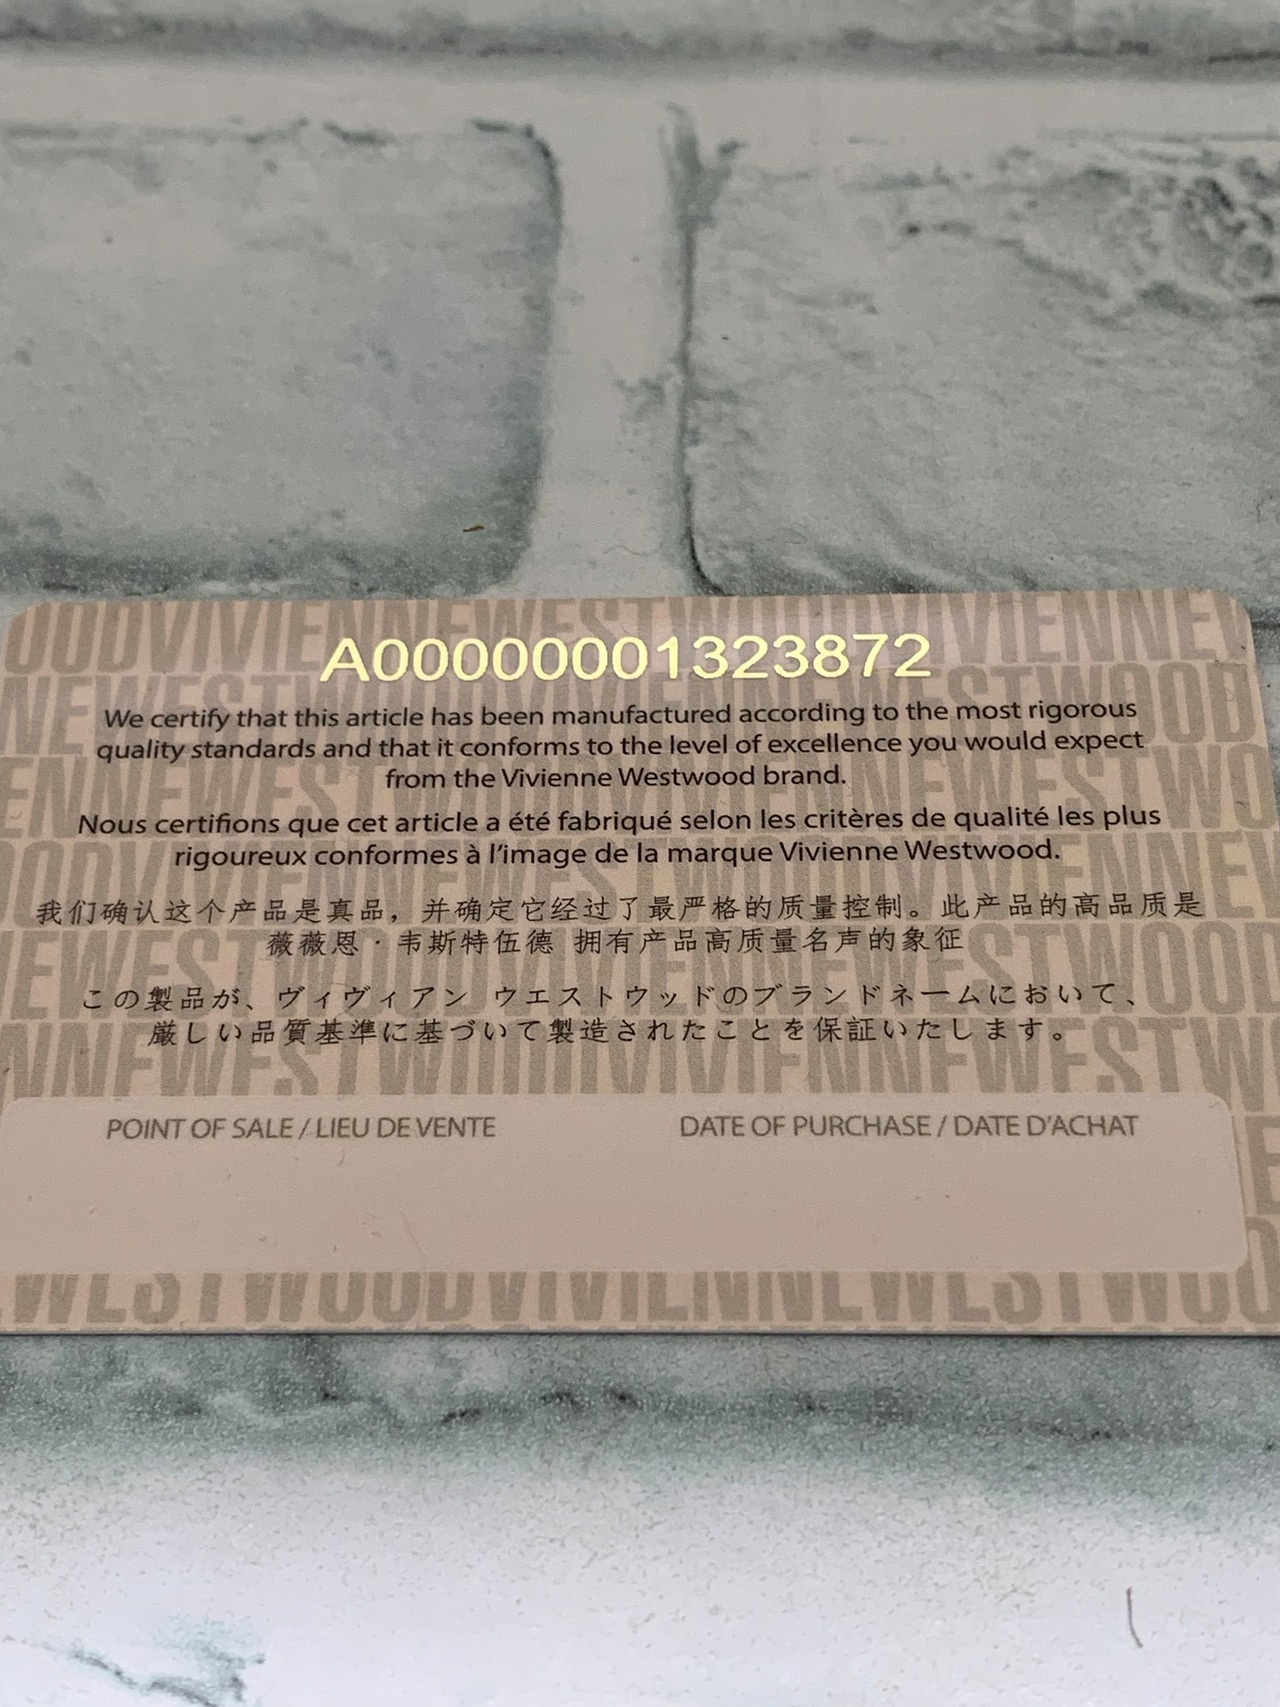 A00000001323872
We certify that this article has been manufactured according to the most rigorous
quality standards and that it conforms to the level of excellence you would expect
from the Vivienne Westwood brand.
Nous certifions que cet article a été fabriqué selon les critères de qualité les plus
rigoureux conformes à l'image de la marque Vivienne Westwood.
我们确认这个产品是真品，并确定它经过了最严格的质量控制。此产品的高品质是
薇薇恩·韦斯特伍德 拥有产品高质量名声的象征
この製品が、ヴィヴィアン ウエストウッドのブランドネームにおいて、
厳しい品質基準に基づいて製造されたことを保証いたします。
POINT OF SALE / LIEU DE VENTE DATE OF PURCHASE / DATE D'ACHAT